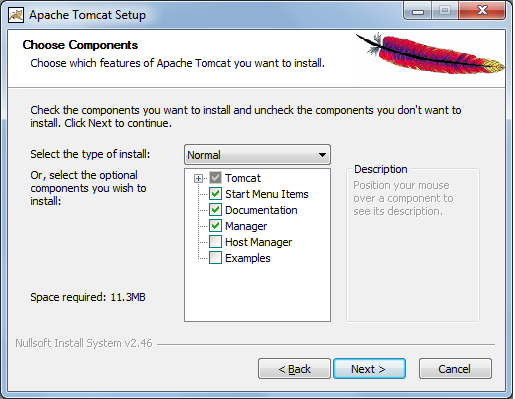 Apache Tomcat Setup
Choose Components
Choose which features of Apache Tomcat you want to install.
Check the components you want to install and uncheck the components you don't want to
install. Click Next to continue.
Select the type of install:
Normal
Or, select the optional
components you wish to
install:
Tomcat
Start Menu Items
Documentation
Manager
Host Manager
Examples
Description
Position your mouse
over a component to
see its description.
Space required: 11.3MB
Nullsoft Install System v2.46
< Back
Next >
Cancel